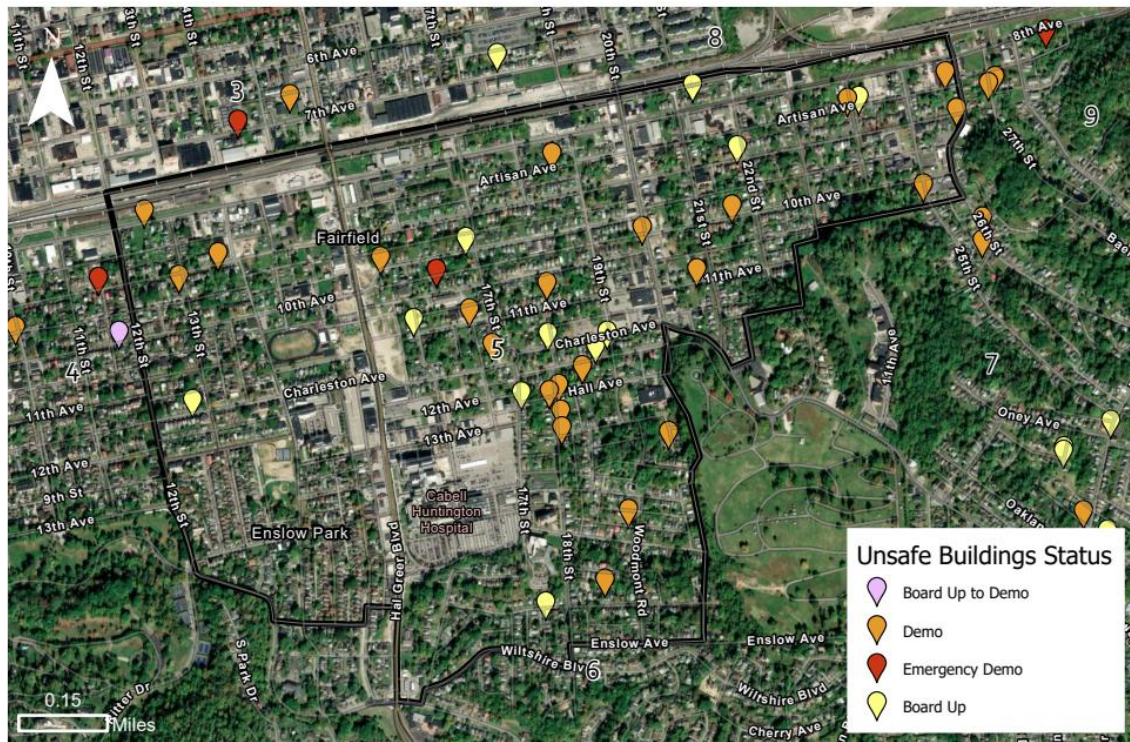 11th St
12th St
13th St
4th St
7th St
N
6th Ave
20th St
8
8th Ave
3
7th Ave
Artisan Ave
9
Artisan Ave
22nd St
27th St
21st St
10th Ave
Fairfield
26th St
25th St
19th St
11th Ave
10th Ave
17th St
11th Ave
13th St
11th St
12th St
4
5
Charleston Ave
11th Ave
7
Charleston Ave
Hall Ave
11th Ave
12th Ave
Oney Ave
13th Ave
12th Ave
9th St
12th St
Cabell
Huntington
Hospital
17th St
13th Ave
Enslow Park
18th St
Woodmont Rd
Hal Greer Blvd
Enslow Ave
Enslow Ave
Wiltshire Blv
6
S Park Dr
Wiltshire Blvd
Cherry Ave
0.15
Miles
Unsafe Buildings Status
Board Up to Demo
Demo
Emergency Demo
Board Up